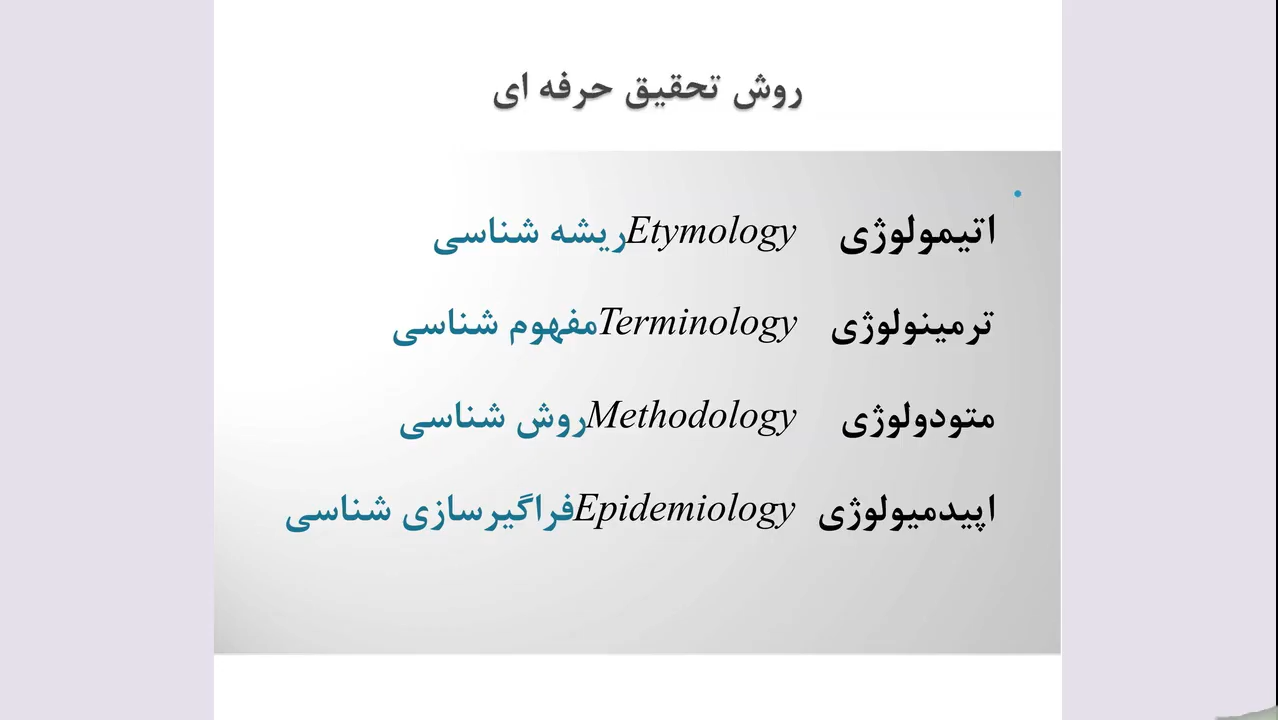 روش تحقیق حرفه ای
اتیمولوژی Etymology ریشه شناسی
ترمینولوژی Terminology مفهوم شناسی
متودولوژی Methodology روش شناسی
اپیدمیولوژی Epidemiology فراگیرسازی شناسی